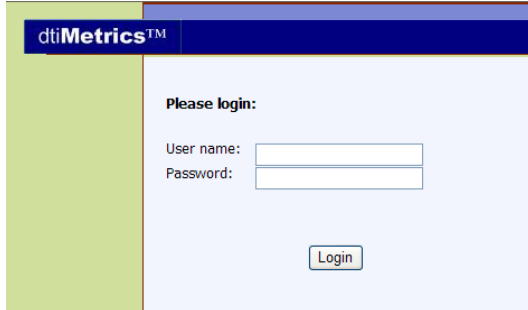 dtiMetrics™
Please login:
User name:
Password:
Login